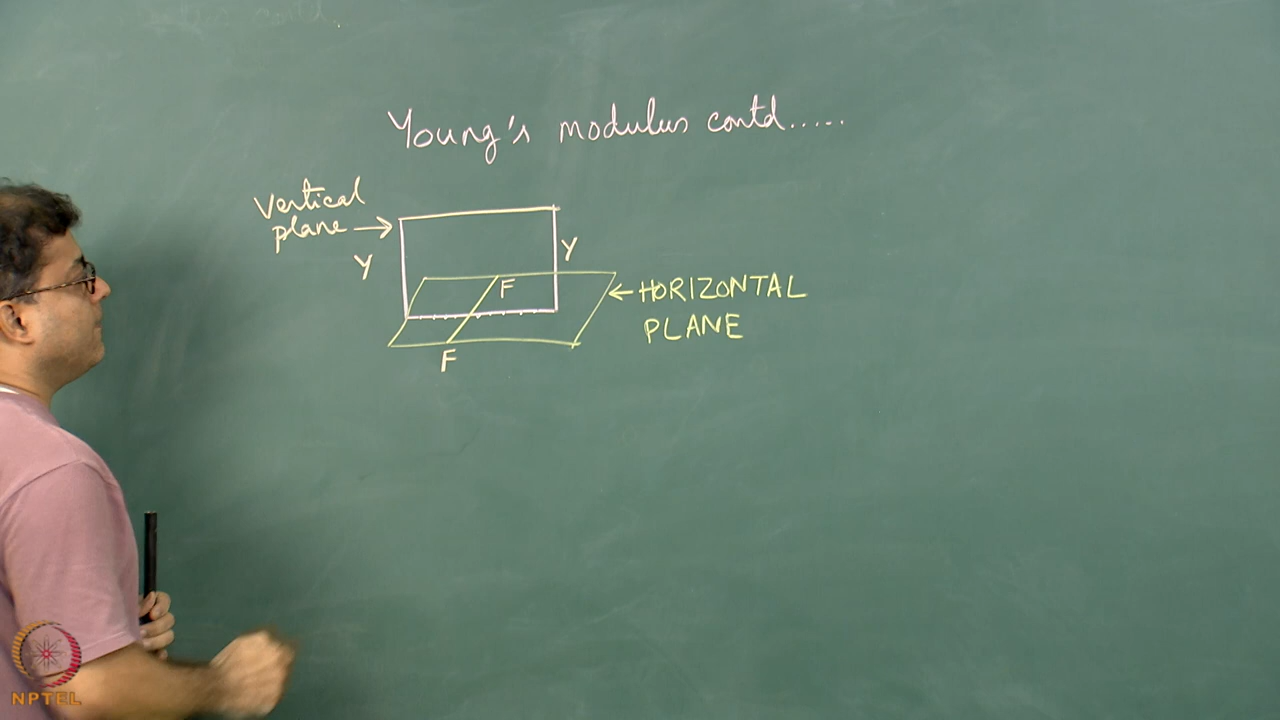 Young's modulus contd.....
Vertical
plane →
Y
Y
F
← HORIZONTAL
PLANE
F
NPTEL